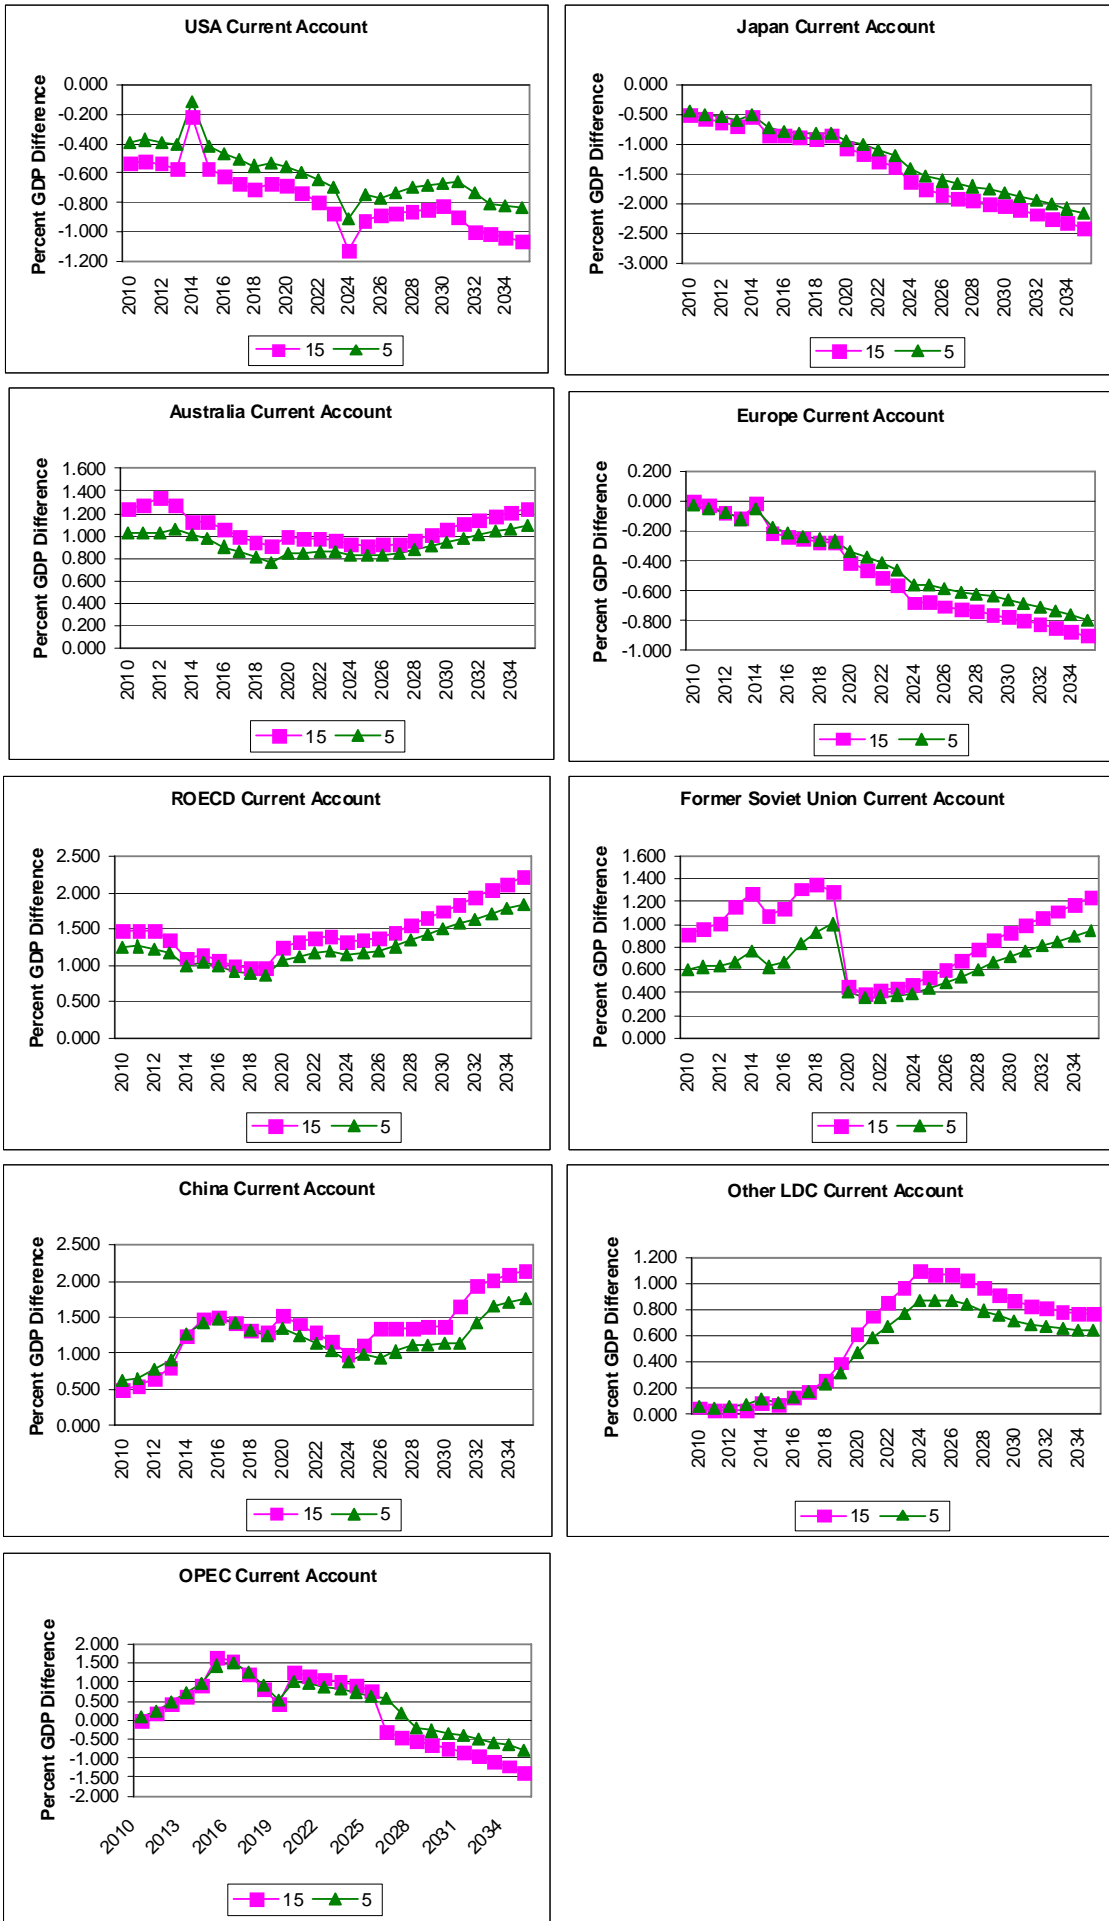 USA Current Account
Percent GDP Difference
0.000
-0.200
-0.400
-0.600
-0.800
-1.000
-1.200
2010 2012 2014 2016 2018 2020 2022 2024 2026 2028 2030 2032 2034
15 5
Japan Current Account
Percent GDP Difference
0.000
-0.500
-1.000
-1.500
-2.000
-2.500
-3.000
2010 2012 2014 2016 2018 2020 2022 2024 2026 2028 2030 2032 2034
15 5
Australia Current Account
Percent GDP Difference
1.600
1.400
1.200
1.000
0.800
0.600
0.400
0.200
0.000
2010 2012 2014 2016 2018 2020 2022 2024 2026 2028 2030 2032 2034
15 5
Europe Current Account
Percent GDP Difference
0.200
0.000
-0.200
-0.400
-0.600
-0.800
-1.000
2010 2012 2014 2016 2018 2020 2022 2024 2026 2028 2030 2032 2034
15 5
ROECD Current Account
Percent GDP Difference
2.500
2.000
1.500
1.000
0.500
0.000
2010 2012 2014 2016 2018 2020 2022 2024 2026 2028 2030 2032 2034
15 5
Former Soviet Union Current Account
Percent GDP Difference
1.600
1.400
1.200
1.000
0.800
0.600
0.400
0.200
0.000
2010 2012 2014 2016 2018 2020 2022 2024 2026 2028 2030 2032 2034
15 5
China Current Account
Percent GDP Difference
2.500
2.000
1.500
1.000
0.500
0.000
2010 2012 2014 2016 2018 2020 2022 2024 2026 2028 2030 2032 2034
15 5
Other LDC Current Account
Percent GDP Difference
1.200
1.000
0.800
0.600
0.400
0.200
0.000
2010 2012 2014 2016 2018 2020 2022 2024 2026 2028 2030 2032 2034
15 5
OPEC Current Account
Percent GDP Difference
2.000
1.500
1.000
0.500
0.000
-0.500
-1.000
-1.500
-2.000
2010 2013 2016 2019 2022 2025 2028 2031 2034
15 5